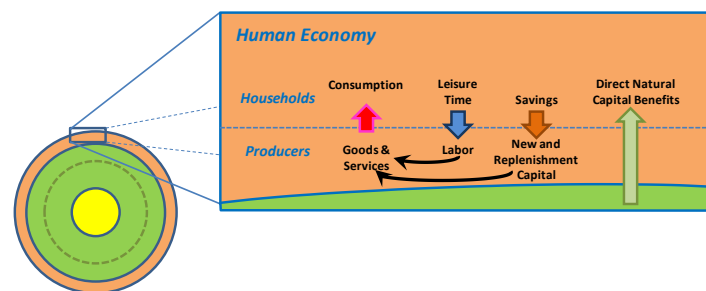 Human Economy
Consumption
Leisure
Time
Savings
Direct Natural
Capital Benefits
Households
Producers
Goods &
Services
Labor
New and
Replenishment
Capital